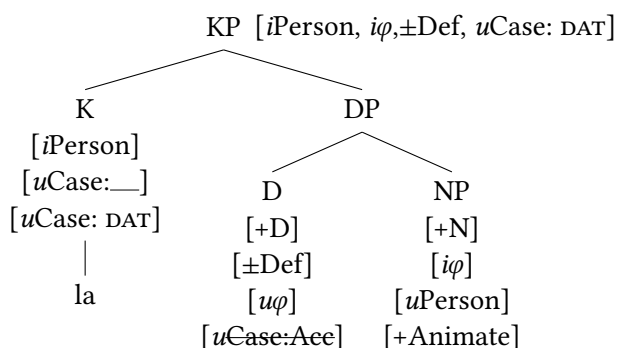 KP [iPerson, iφ,±Def, uCase: DAT]
K DP
[iPerson]
[uCase:__]
[uCase: DAT]
la
D NP
[+D] [+N]
[±Def] [iφ]
[uφ] [uPerson]
[uCase:Acc] [+Animate]